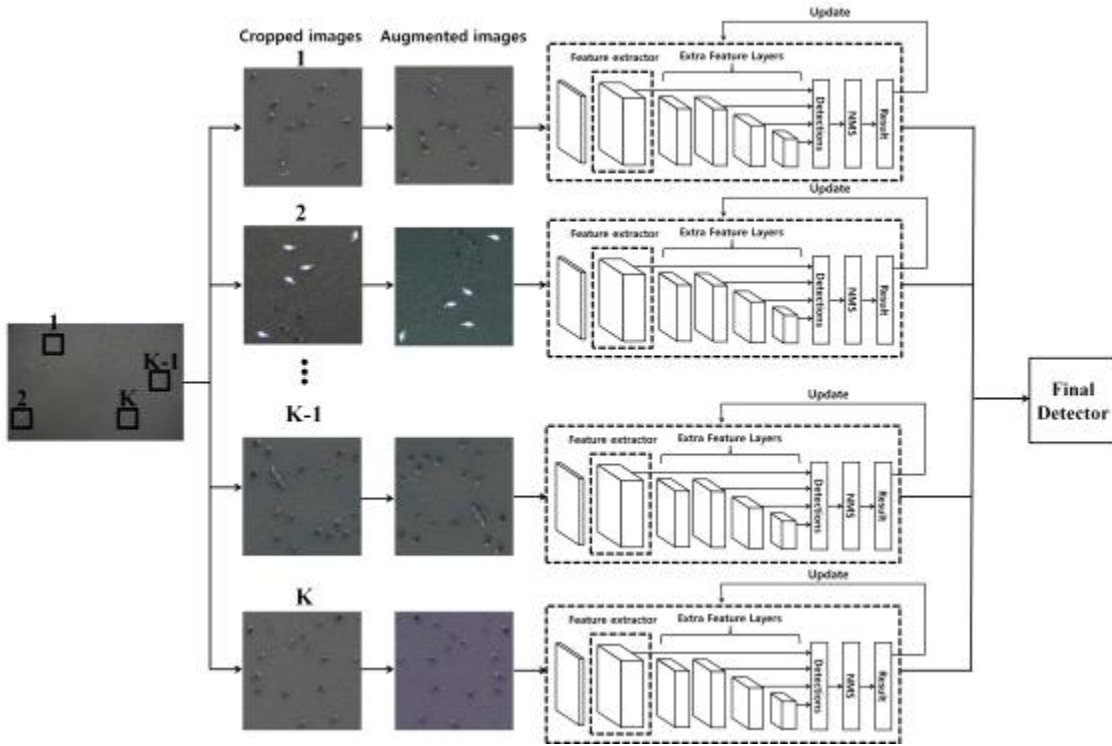 Cropped images
Augmented images
1
Update
Feature extractor
Extra Feature Layers
Detections
NMS
Result
2
Update
Feature extractor
Extra Feature Layers
Detections
NMS
Result
1
K-1
2
K
Final
Detector
K-1
Update
Feature extractor
Extra Feature Layers
Detections
NMS
Result
K
Update
Feature extractor
Extra Feature Layers
Detections
NMS
Result